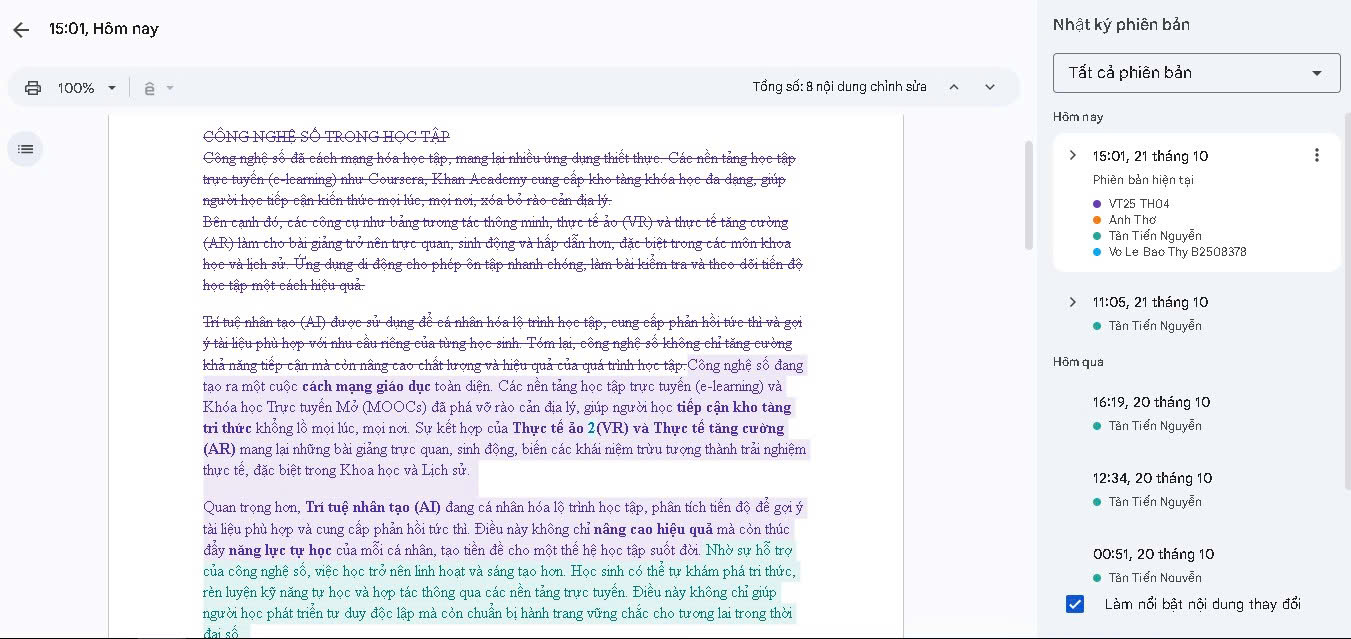 15:01, Hôm nay
100%
Tổng số: 8 nội dung chỉnh sửa
CÔNG NGHỆ SỐ TRONG HỌC TẬP
Công nghệ số đã cách mạng hóa học tập, mang lại nhiều ứng dụng thiết thực. Các nền tảng học tập
trực tuyến (e-learning) như Coursera, Khan Academy cung cấp kho tàng khóa học đa dạng, giúp
người học tiếp cận kiến thức mọi lúc, mọi nơi, xóa bỏ rào cản địa lý.
Bên cạnh đó, các công cụ như bảng tương tác thông minh, thực tế ảo (VR) và thực tế tăng cường
(AR) làm cho bài giảng trở nên trực quan, sinh động và hấp dẫn hơn, đặc biệt trong các môn khoa
học và lịch sử. Ứng dụng di động cho phép ôn tập nhanh chóng, làm bài kiểm tra và theo dõi tiến độ
học tập một cách hiệu quả.
Trí tuệ nhân tạo (AI) được sử dụng để cá nhân hóa lộ trình học tập, cung cấp phản hồi tức thì và gợi
ý tài liệu phù hợp với nhu cầu riêng của từng học sinh. Tóm lại, công nghệ số không chỉ tăng cường
khả năng tiếp cận mà còn nâng cao chất lượng và hiệu quả của quá trình học tập.Công nghệ số đang
tạo ra một cuộc cách mạng giáo dục toàn diện. Các nền tảng học tập trực tuyến (e-learning) và
Khóa học Trực tuyến Mở (MOOCs) đã phá vỡ rào cản địa lý, giúp người học tiếp cận kho tàng
tri thức khổng lồ mọi lúc, mọi nơi. Sự kết hợp của Thực tế ảo 2(VR) và Thực tế tăng cường
(AR) mang lại những bài giảng trực quan, sinh động, biến các khái niệm trừu tượng thành trải nghiệm
thực tế, đặc biệt trong Khoa học và Lịch sử.
Quan trọng hơn, Trí tuệ nhân tạo (AI) đang cá nhân hóa lộ trình học tập, phân tích tiến độ để gợi ý
tài liệu phù hợp và cung cấp phản hồi tức thì. Điều này không chỉ nâng cao hiệu quả mà còn thúc
đẩy năng lực tự học của mỗi cá nhân, tạo tiền đề cho một thế hệ học tập suốt đời. Nhờ sự hỗ trợ
của công nghệ số, việc học trở nên linh hoạt và sáng tạo hơn. Học sinh có thể tự khám phá tri thức,
rèn luyện kỹ năng tự học và hợp tác thông qua các nền tảng trực tuyến. Điều này không chỉ giúp
người học phát triển tư duy độc lập mà còn chuẩn bị hành trang vững chắc cho tương lai trong thời
đại số
Nhật ký phiên bản
Tất cả phiên bản
Hôm nay
15:01, 21 tháng 10
Phiên bản hiện tại
VT25 TH04
Anh Thơ
Tân Tiến Nguyễn
Vo Le Bao Thy B2508378
11:05, 21 tháng 10
Tân Tiến Nguyễn
Hôm qua
16:19, 20 tháng 10
Tân Tiến Nguyễn
12:34, 20 tháng 10
Tân Tiến Nguyễn
00:51, 20 tháng 10
Tân Tiến Nguyễn
Làm nổi bật nội dung thay đổi